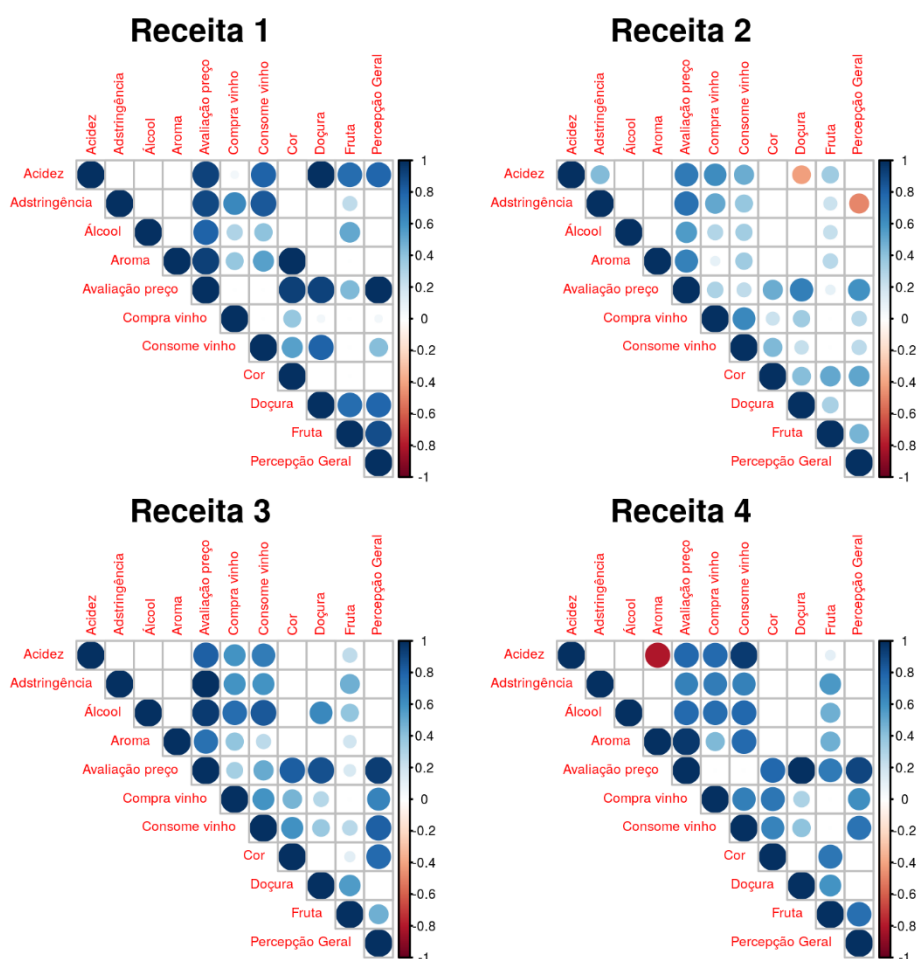 Receita 1
Acidez
Adstringência
Álcool
Aroma
Avaliação preço
Compra vinho
Consome vinho
Cor
Doçura
Fruta
Percepção Geral
Acidez
Adstringência
Álcool
Aroma
Avaliação preço
Compra vinho
Consome vinho
Cor
Doçura
Fruta
Percepção Geral
1
0.8
0.6
0.4
0.2
0
-0.2
-0.4
-0.6
-0.8
-1
Receita 2
Acidez
Adstringência
Álcool
Aroma
Avaliação preço
Compra vinho
Consome vinho
Cor
Doçura
Fruta
Percepção Geral
Acidez
Adstringência
Álcool
Aroma
Avaliação preço
Compra vinho
Consome vinho
Cor
Doçura
Fruta
Percepção Geral
1
0.8
0.6
0.4
0.2
0
-0.2
-0.4
-0.6
-0.8
-1
Receita 3
Acidez
Adstringência
Álcool
Aroma
Avaliação preço
Compra vinho
Consome vinho
Cor
Doçura
Fruta
Percepção Geral
Acidez
Adstringência
Álcool
Aroma
Avaliação preço
Compra vinho
Consome vinho
Cor
Doçura
Fruta
Percepção Geral
1
0.8
0.6
0.4
0.2
0
-0.2
-0.4
-0.6
-0.8
-1
Receita 4
Acidez
Adstringência
Álcool
Aroma
Avaliação preço
Compra vinho
Consome vinho
Cor
Doçura
Fruta
Percepção Geral
Acidez
Adstringência
Álcool
Aroma
Avaliação preço
Compra vinho
Consome vinho
Cor
Doçura
Fruta
Percepção Geral
1
0.8
0.6
0.4
0.2
0
-0.2
-0.4
-0.6
-0.8
-1